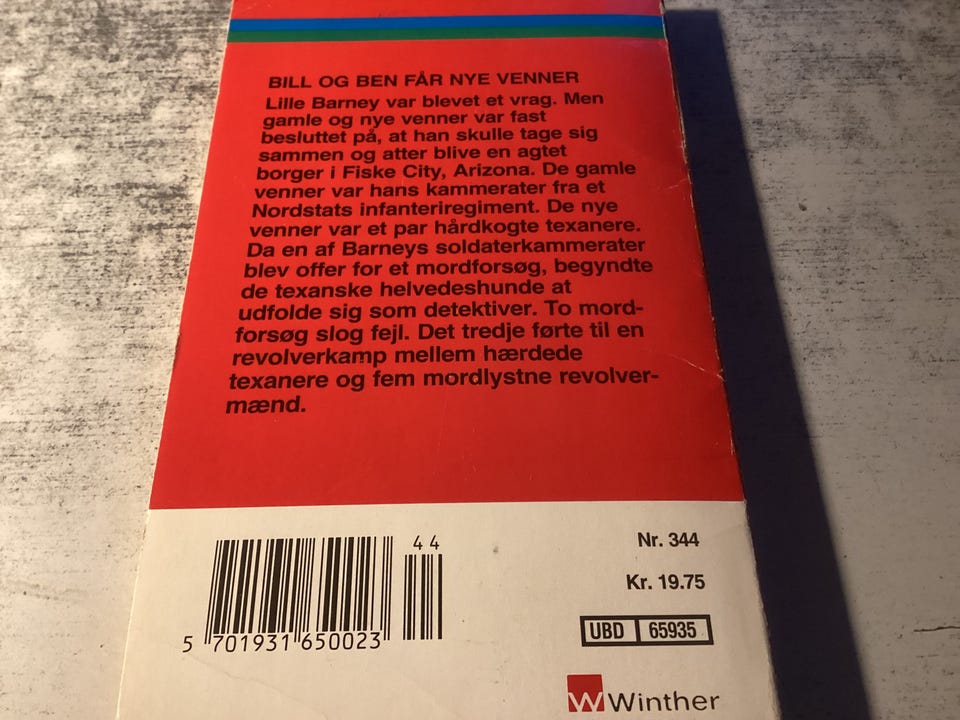 BILL OG BEN FÅR NYE VENNER
Lille Barney var blevet et vrag. Men
gamle og nye venner var fast
besluttet på, at han skulle tage sig
sammen og atter blive en agtet
borger i Fiske City, Arizona. De gamle
venner var hans kammerater fra et
Nordstats infanteriregiment. De nye
venner var et par hårdkogte texanere.
Da en af Barneys soldaterkammerater
blev offer for et mordforsøg, begyndte
de texanske helvedeshunde at
udfolde sig som detektiver. To mord-
forsøg slog fejl. Det tredje førte til en
revolverkamp mellem hærdede
texanere og fem mordlystne revolver-
mænd.
44
5 701931 650023
Nr. 344
Kr. 19.75
UBD 65935
W Winther